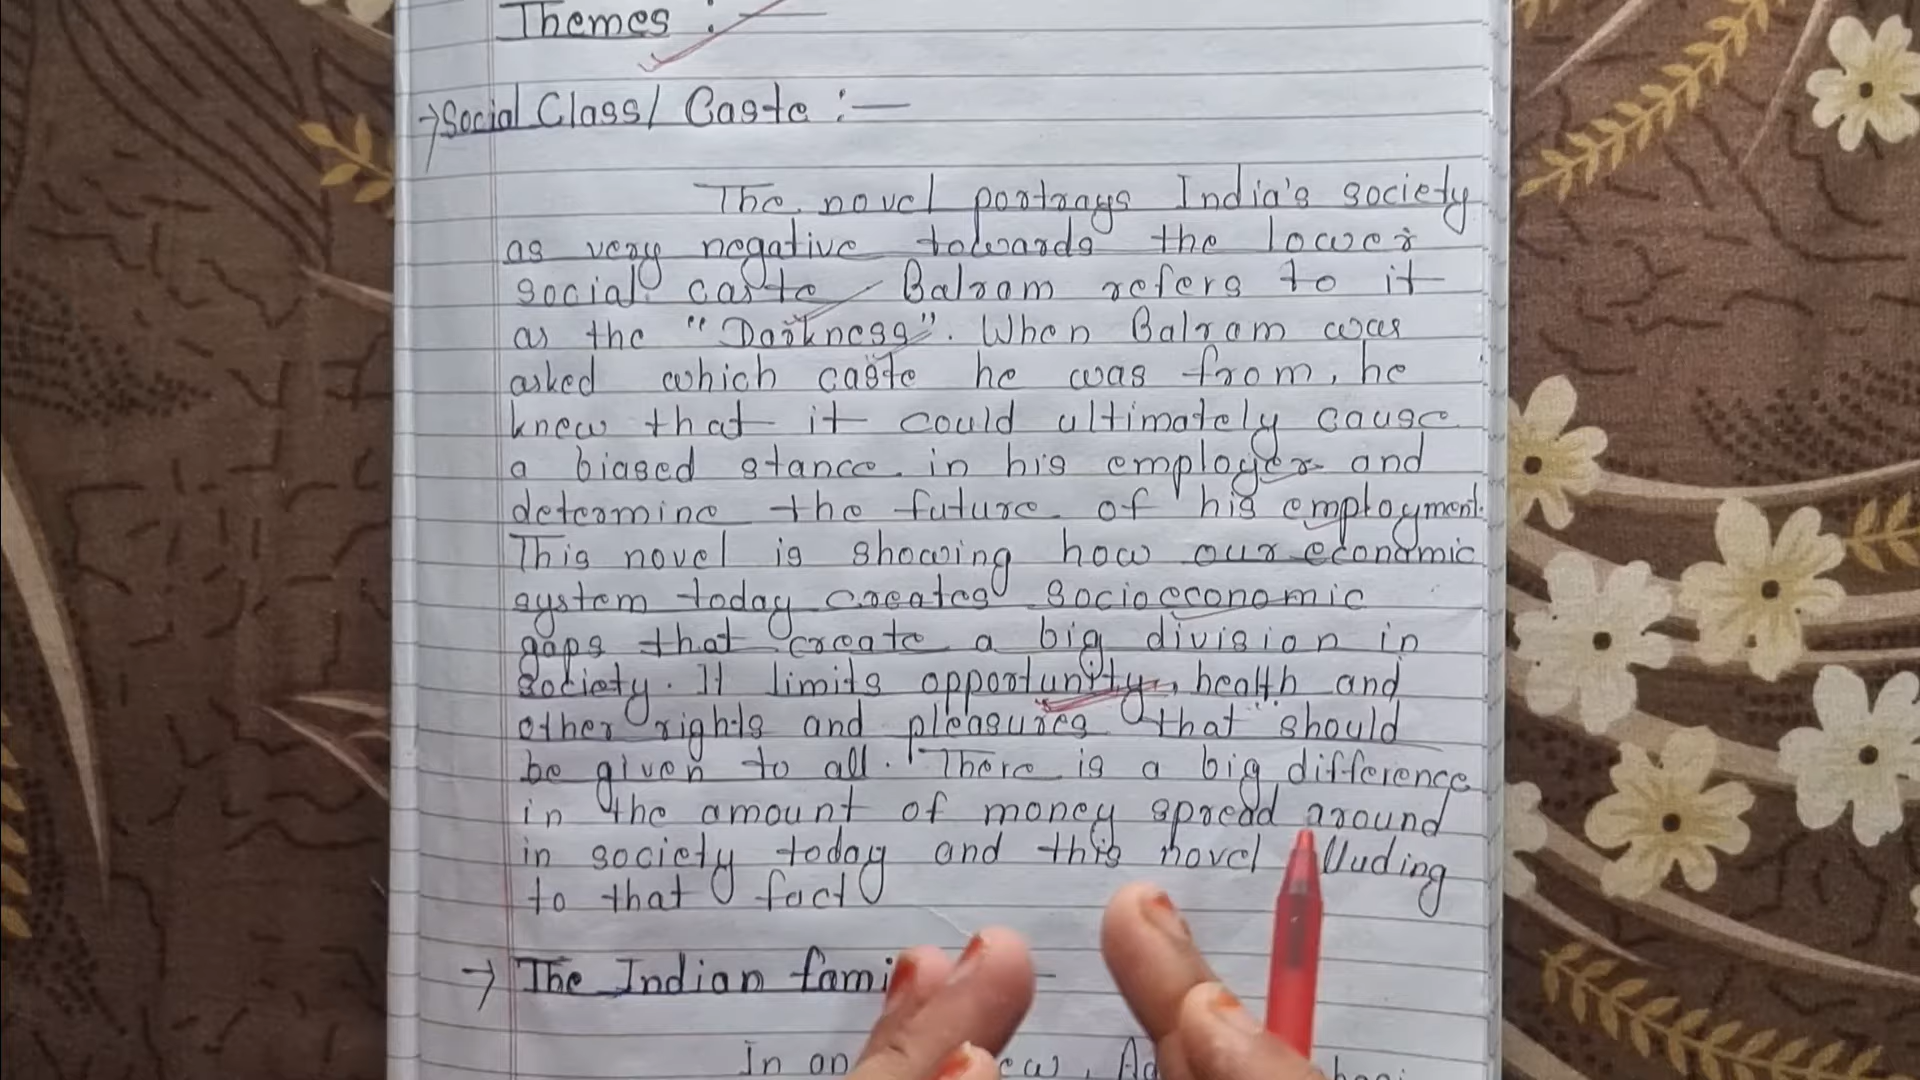 Themes :—
→ Social Class/ Caste :—
The novel portrays India's society
as very negative towards the lower
social caste Balram refers to it
as the "Darkness". When Balram was
asked which caste he was from, he
knew that it could ultimately cause
a biased stance in his employer and
determine the future of his employment.
This novel is showing how our economic
system today creates socioeconomic
gaps that create a big division in
society. It limits opportunity, health and
other rights and pleasures that should
be given to all. There is a big difference
in the amount of money spread around
in society today and this novel lluding
to that fact
→ The Indian fami
In an